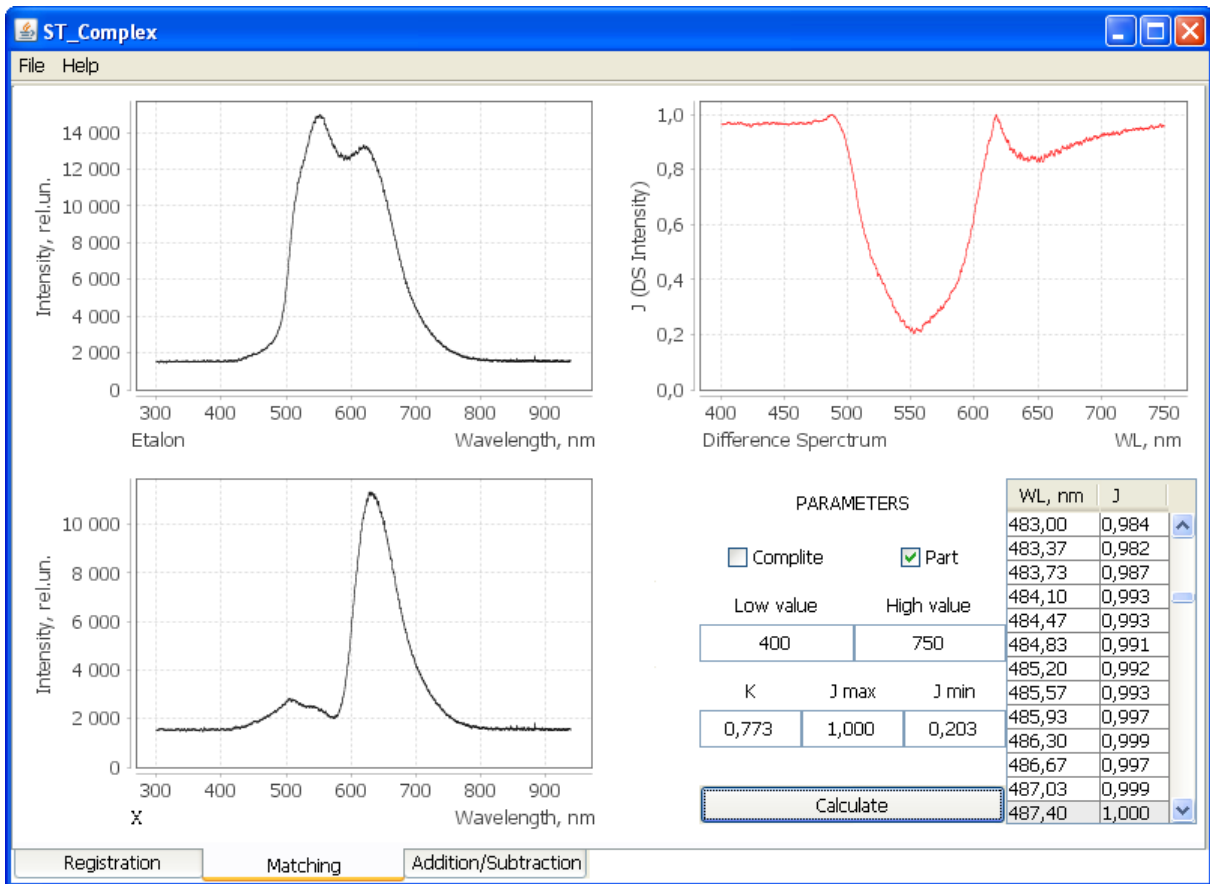 ST_Complex
File Help
14 000
12 000
10 000
8 000
6 000
4 000
2 000
0
Intensity, rel.un.
300 400 500 600 700 800 900
Etalon Wavelength, nm
1,0
0,8
0,6
0,4
0,2
0,0
J (DS Intensity)
400 450 500 550 600 650 700 750
Difference Sperctrum WL, nm
10 000
8 000
6 000
4 000
2 000
0
Intensity, rel.un.
300 400 500 600 700 800 900
X Wavelength, nm
PARAMETERS
Complite Part
Low value High value
400 750
K J max J min
0,773 1,000 0,203
Calculate
WL, nm J
483,00 0,984
483,37 0,982
483,73 0,987
484,10 0,993
484,47 0,993
484,83 0,991
485,20 0,992
485,57 0,993
485,93 0,997
486,30 0,999
486,67 0,997
487,03 0,999
487,40 1,000
Registration Matching Addition/Subtraction